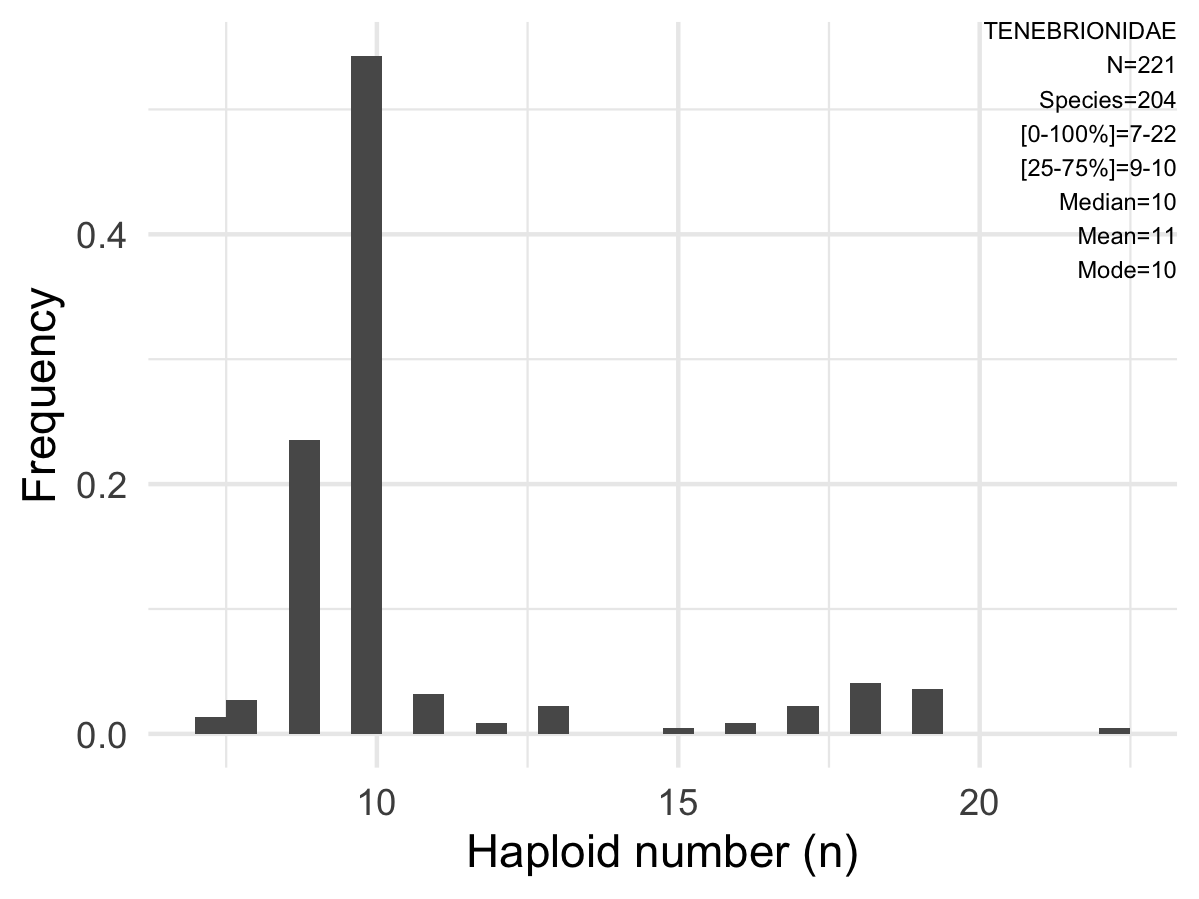 TENEBRIONIDAE
N=221
Species=204
[0-100%]=7-22
[25-75%]=9-10
Median=10
Mean=11
Mode=10
Frequency
0.4
0.2
0.0
10 15 20
Haploid number (n)